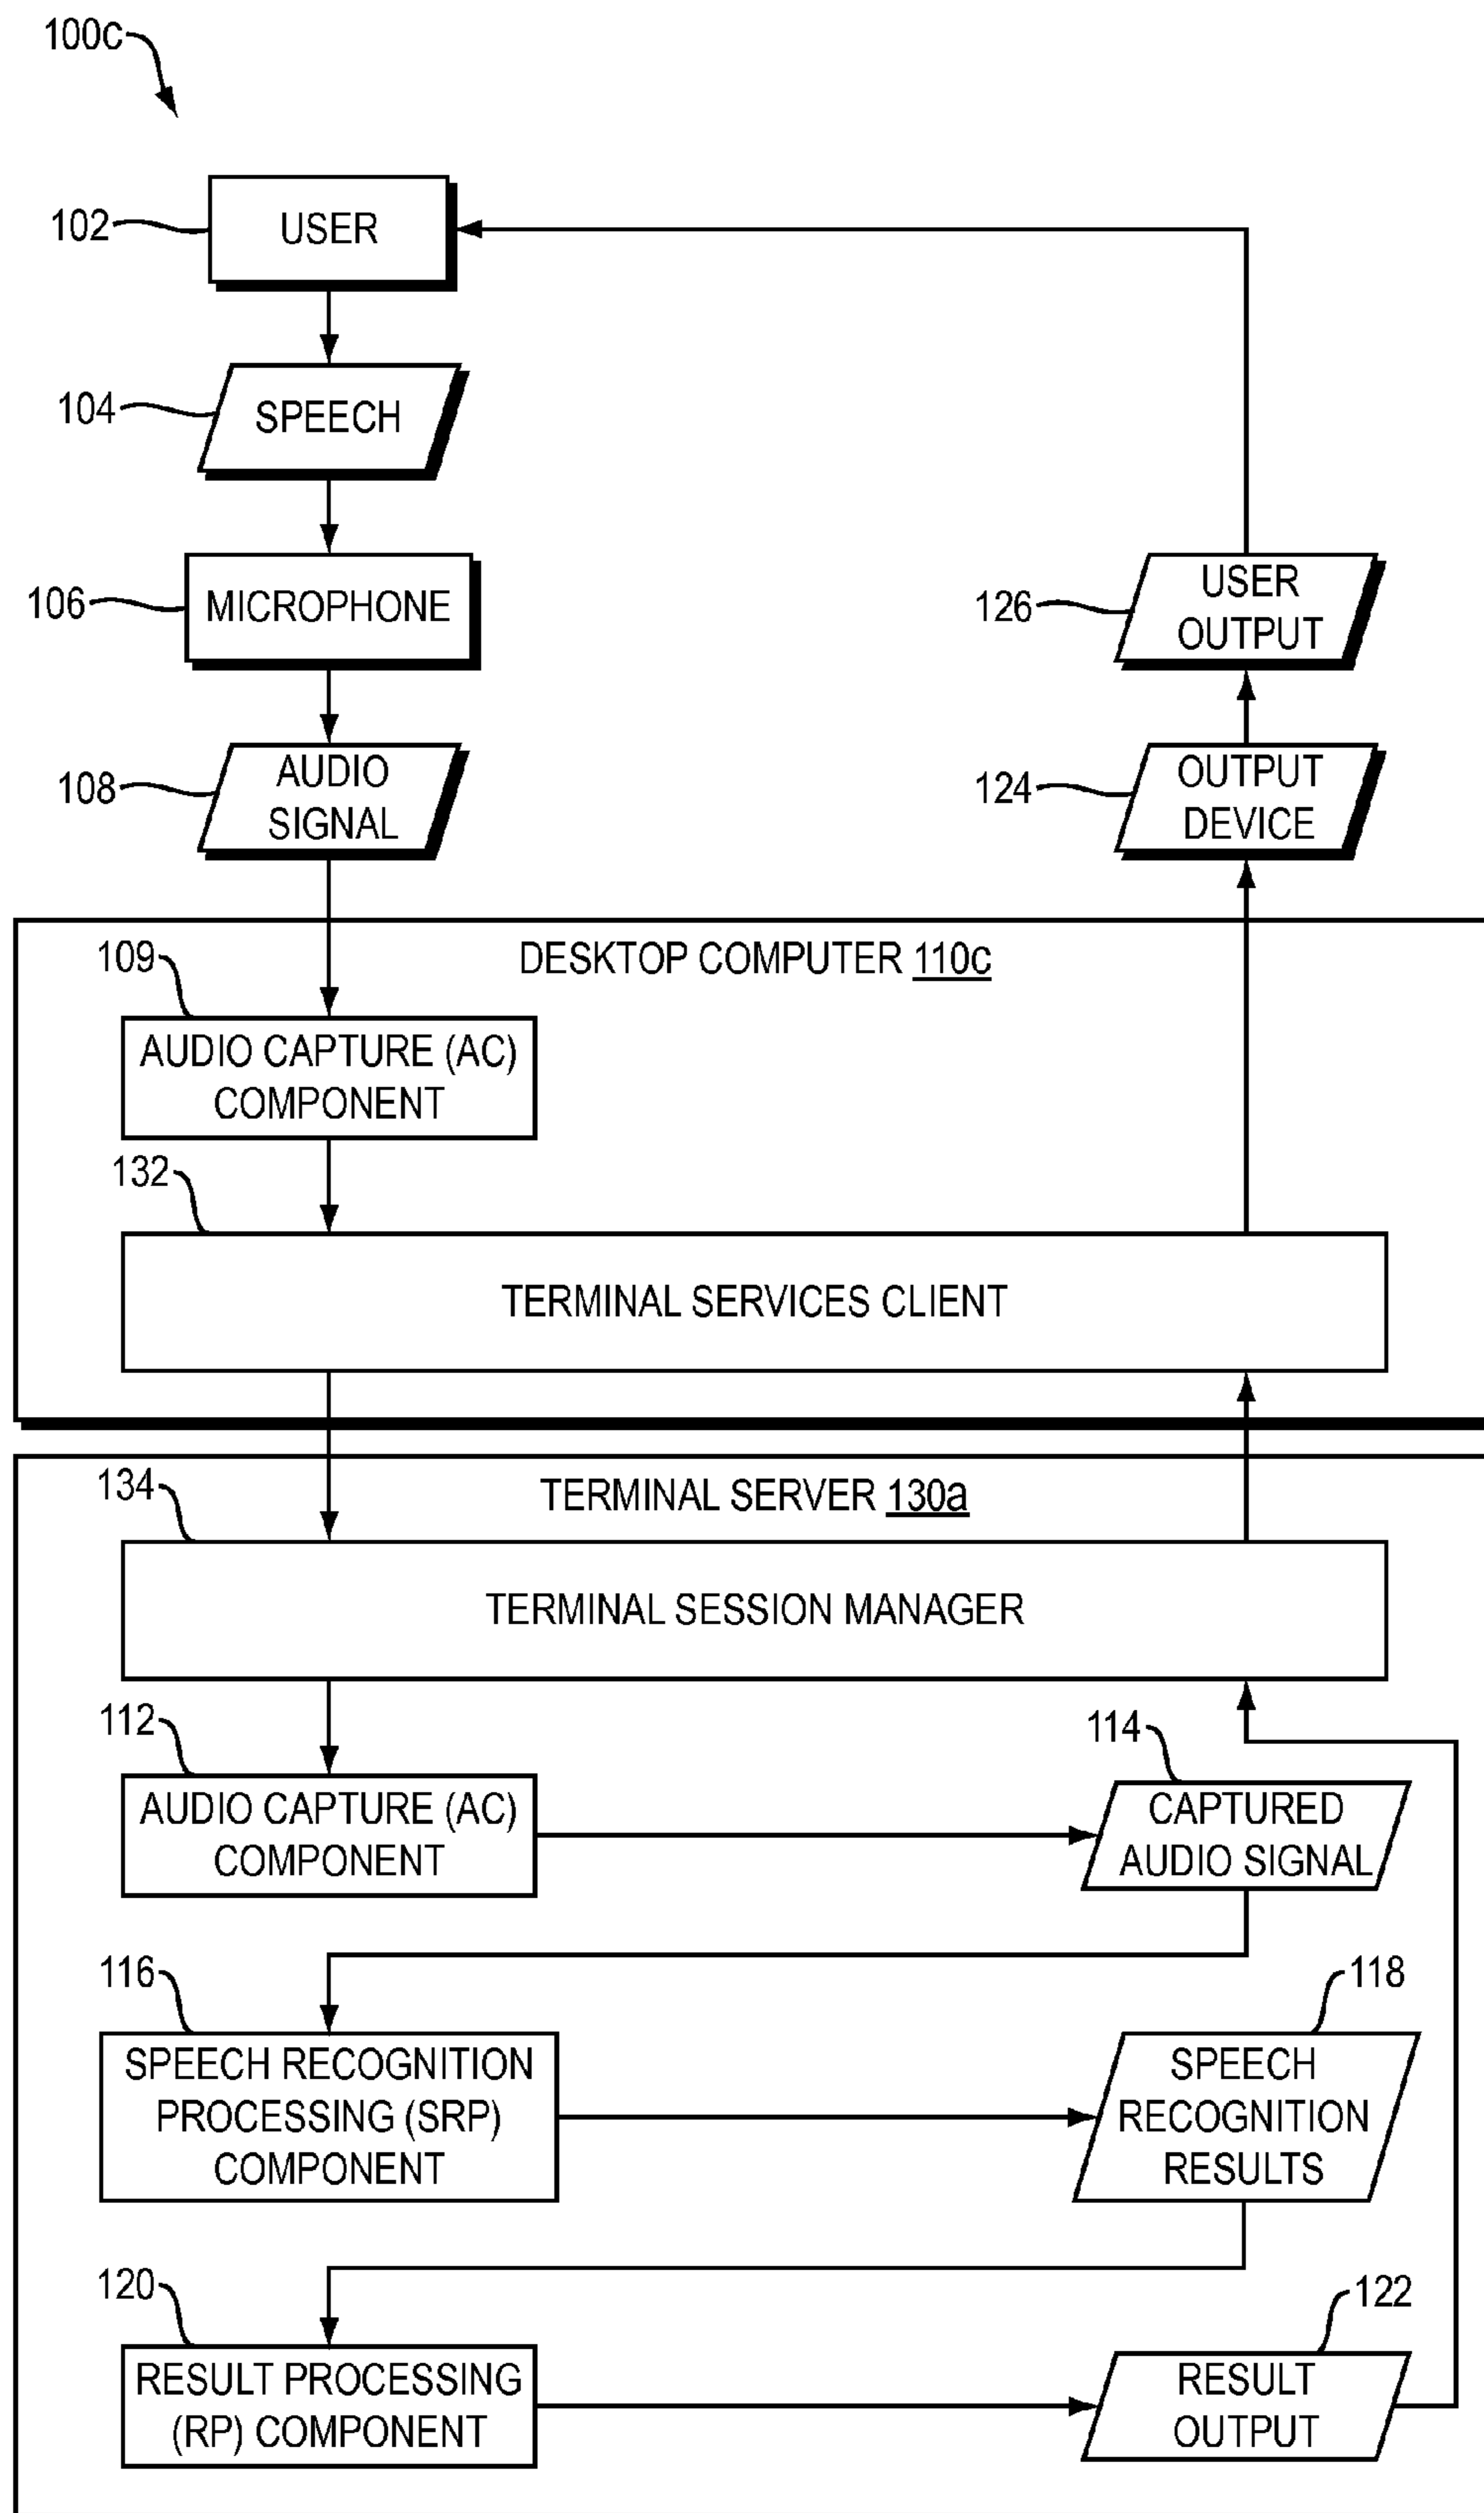 100c
102
USER
104
SPEECH
106
MICROPHONE
126
USER
OUTPUT
108
AUDIO
SIGNAL
124
OUTPUT
DEVICE
DESKTOP COMPUTER 110c
109
AUDIO CAPTURE (AC)
COMPONENT
132
TERMINAL SERVICES CLIENT
TERMINAL SERVER 130a
134
TERMINAL SESSION MANAGER
112
AUDIO CAPTURE (AC)
COMPONENT
114
CAPTURED
AUDIO SIGNAL
116
SPEECH RECOGNITION
PROCESSING (SRP)
COMPONENT
118
SPEECH
RECOGNITION
RESULTS
120
RESULT PROCESSING
(RP) COMPONENT
122
RESULT
OUTPUT